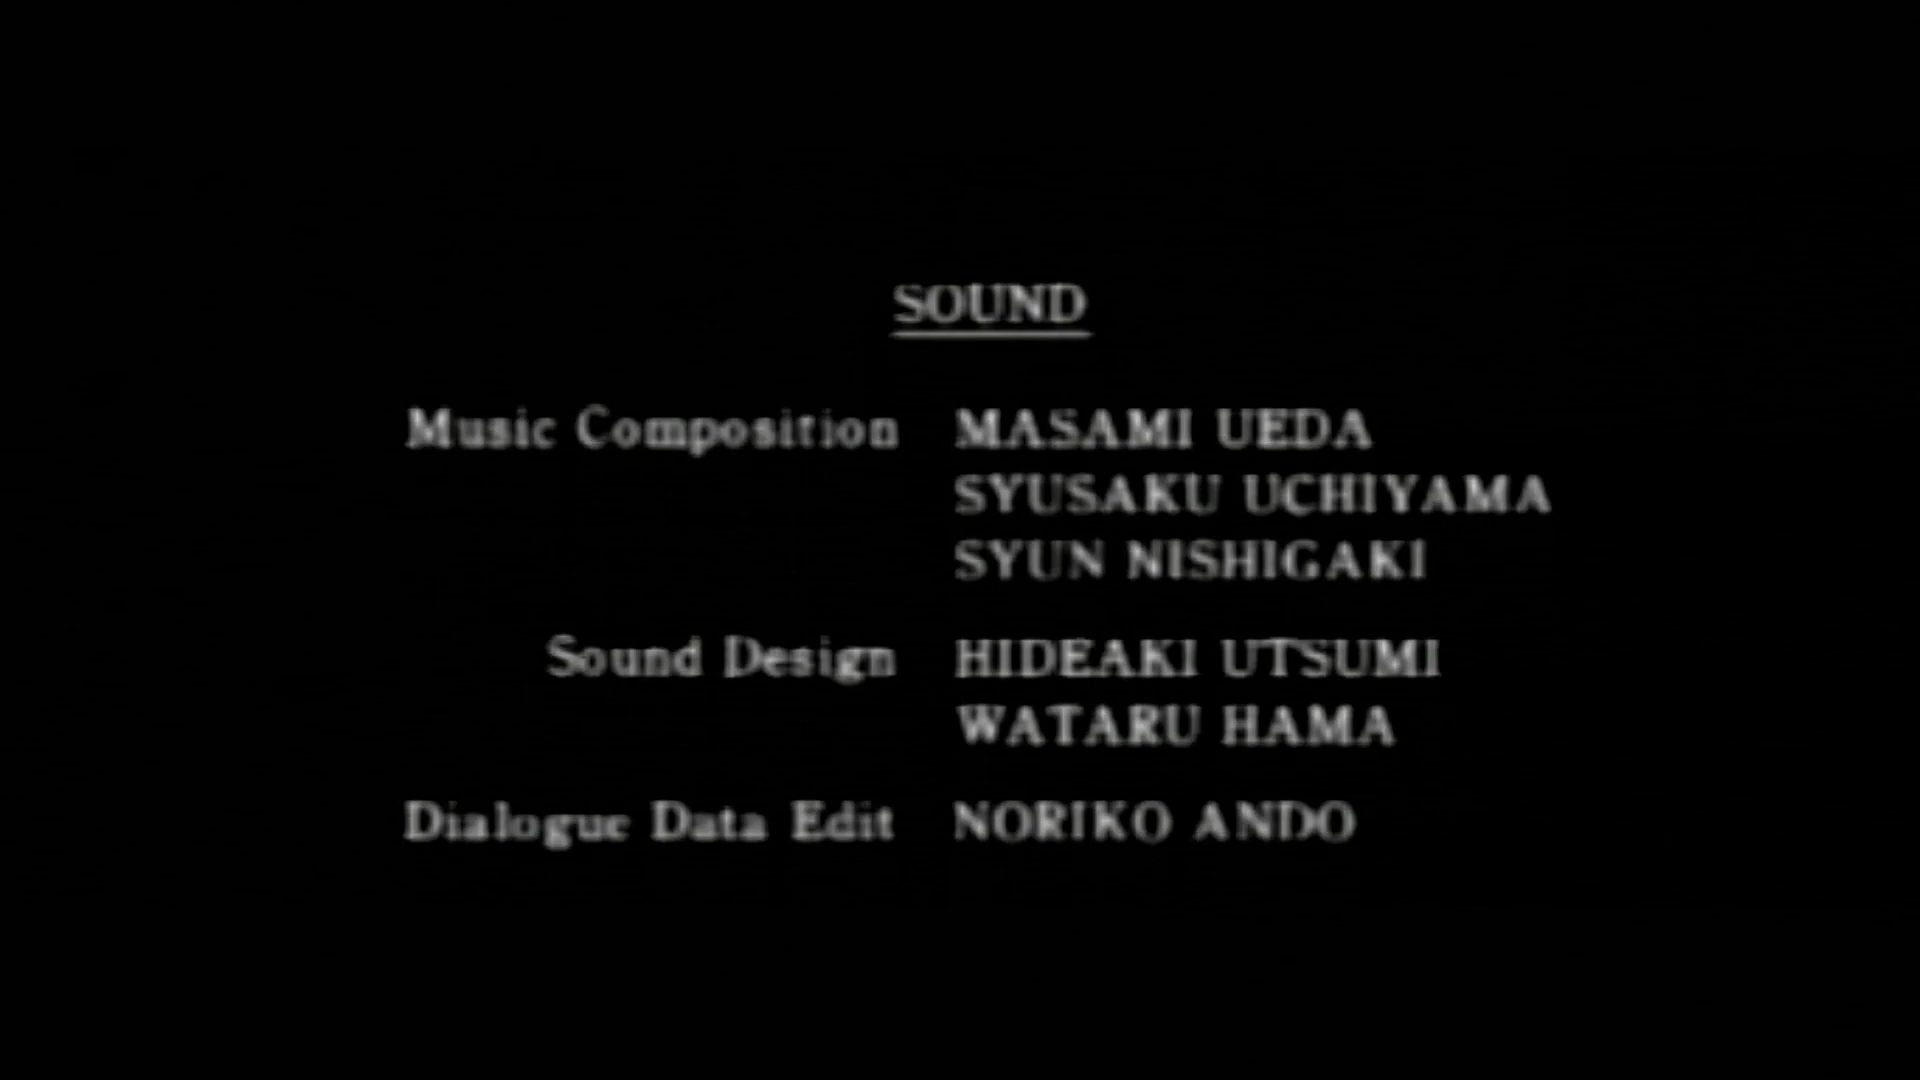 SOUND
Music Composition MASAMI UEDA
SYUSAKU UCHIYAMA
SYUN NISHIGAKI
Sound Design HIDEAKI UTSUMI
WATARU HAMA
Dialogue Data Edit NORIKO ANDO